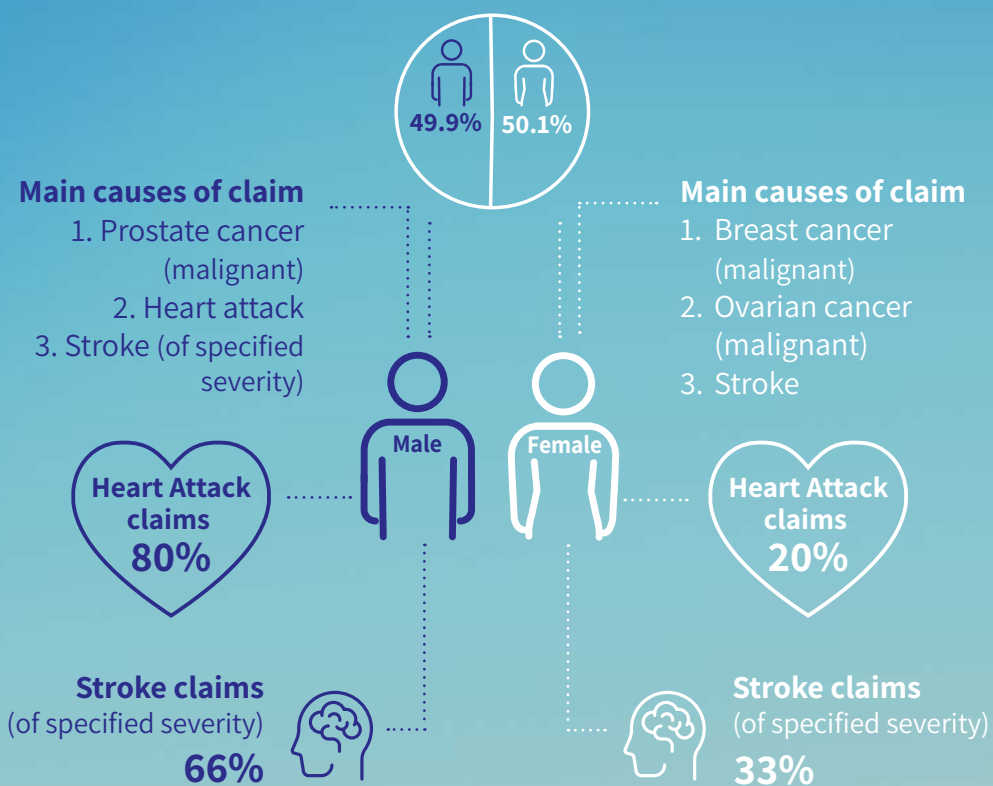 49.9%
50.1%
Main causes of claim
1. Prostate cancer
(malignant)
2. Heart attack
3. Stroke (of specified
severity)
Main causes of claim
1. Breast cancer
(malignant)
2. Ovarian cancer
(malignant)
3. Stroke
Male
Female
Heart Attack
claims
80%
Heart Attack
claims
20%
Stroke claims
(of specified severity)
66%
Stroke claims
(of specified severity)
33%